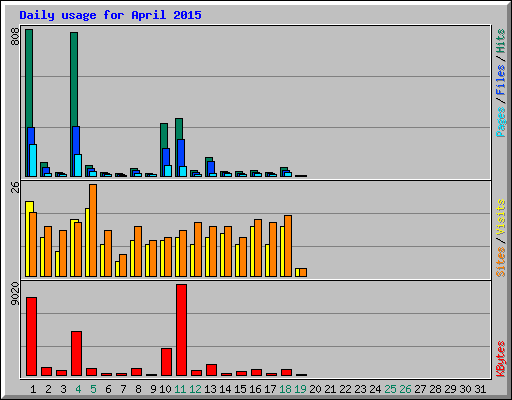 Daily usage for April 2015
808
Pages / Files / Hits
26
Sites / Visits
9020
KBytes
1 2 3 4 5 6 7 8 9 10 11 12 13 14 15 16 17 18 19 20 21 22 23 24 25 26 27 28 29 30 31